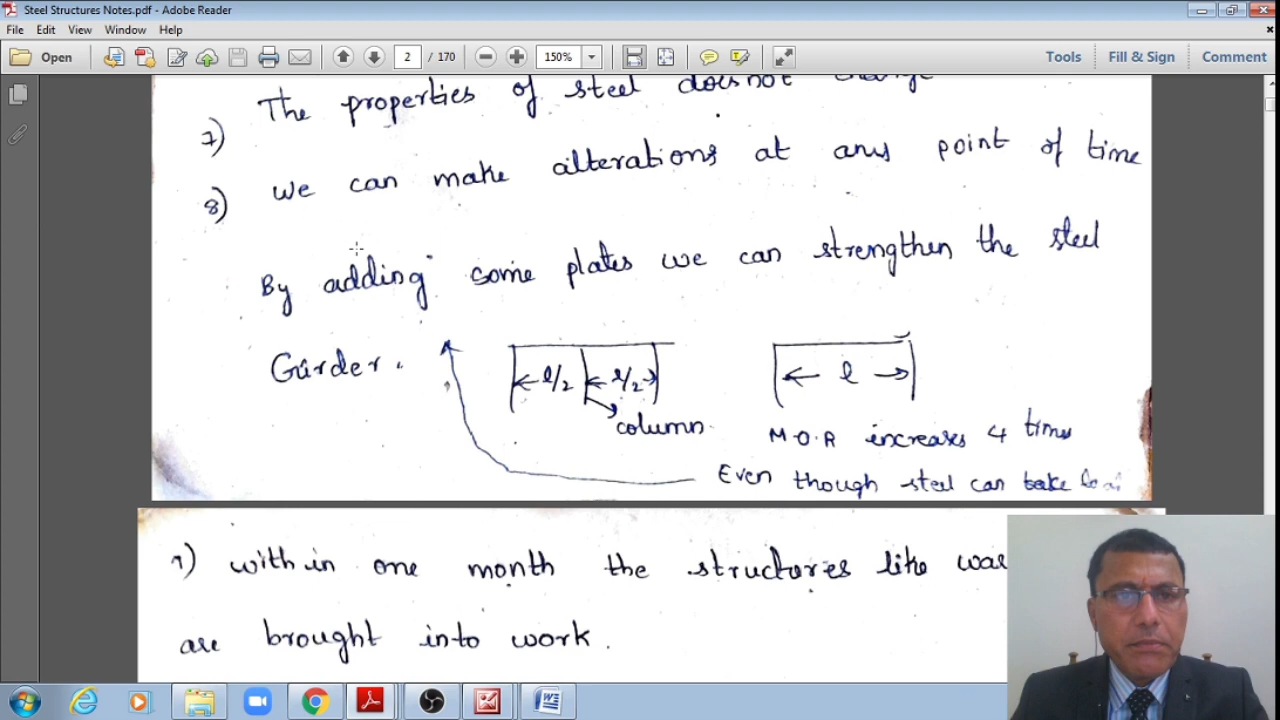 Steel Structures Notes.pdf - Adobe Reader
File Edit View Window Help
Open 2 / 170 150% Tools Fill & Sign Comment
7) The properties of steel does not change
8) we can make alterations at any point of time
By adding some plates we can strengthen the steel
Girder.
l/2 l/2 l
column
M.O.R increases 4 times
Even though steel can take
9) with in one month the structures like
are brought into work.